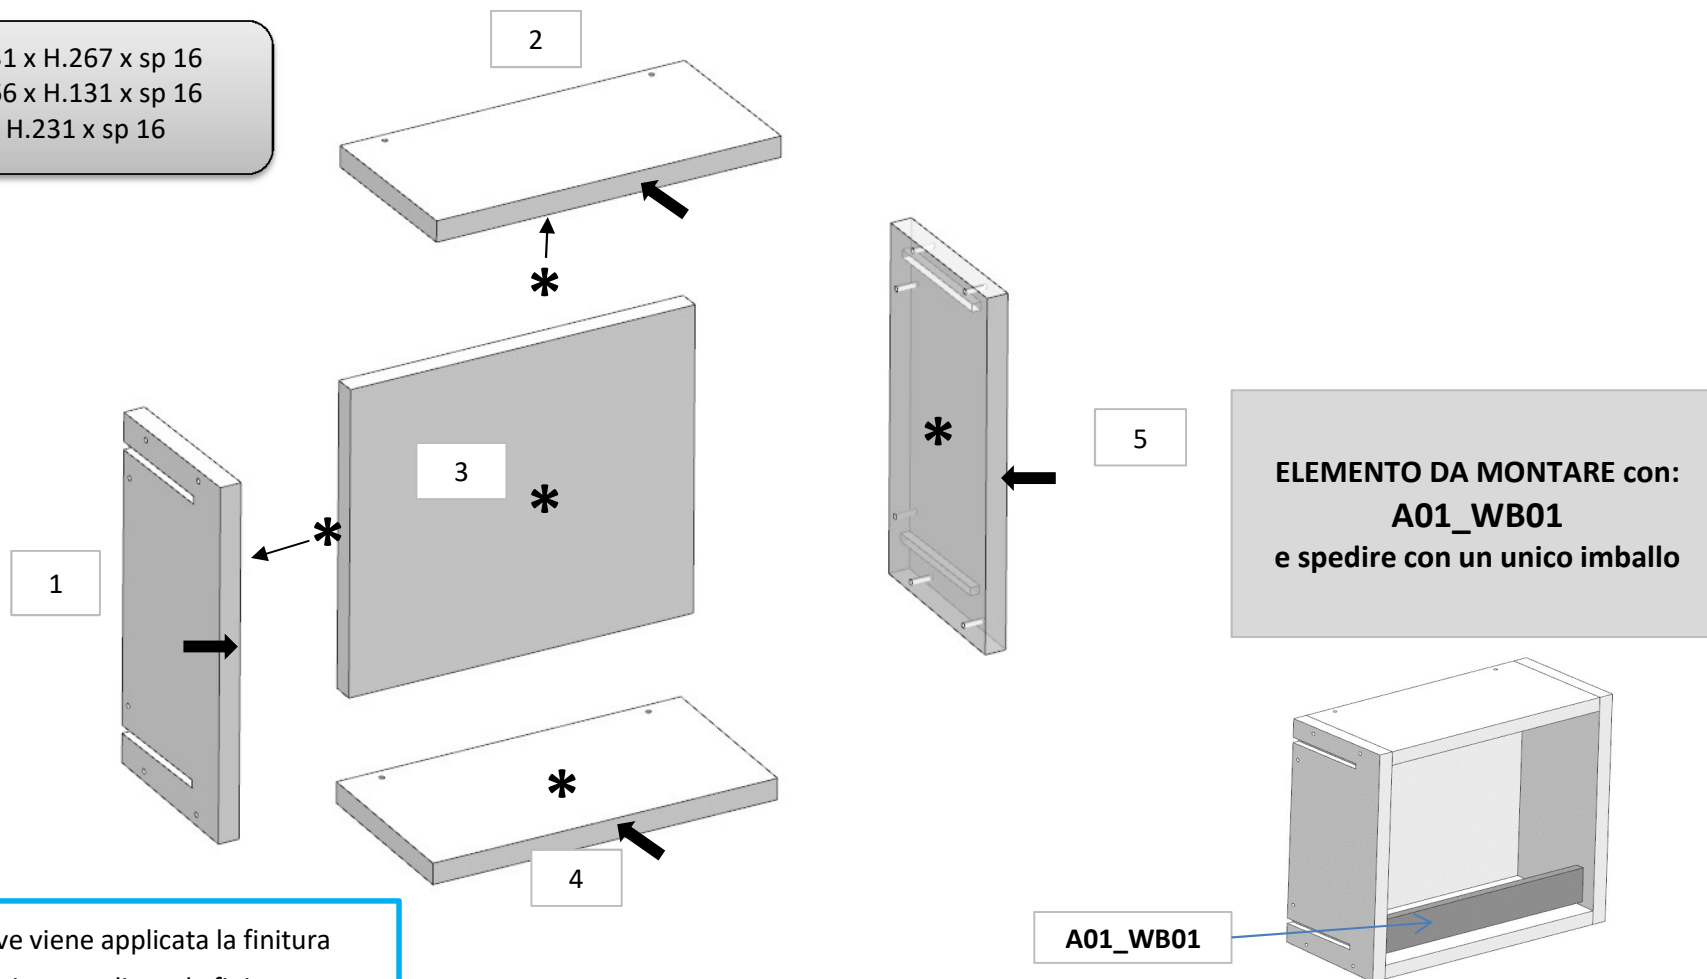 1 x H.267 x sp 16
6 x H.131 x sp 16
H.231 x sp 16
2
*
3
*
*
1
*
5
ELEMENTO DA MONTARE con:
A01_WB01
e spedire con un unico imballo
*
4
A01_WB01
viene applicata la finitura